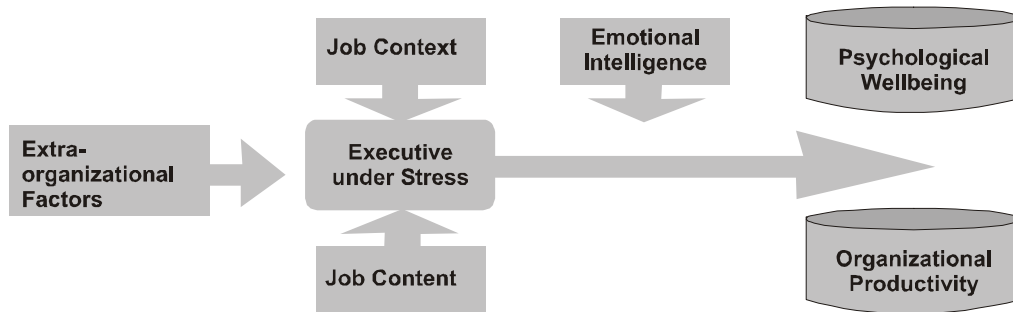 Job Context
Emotional
Intelligence
Psychological
Wellbeing
Extra-
organizational
Factors
Executive
under Stress
Job Content
Organizational
Productivity